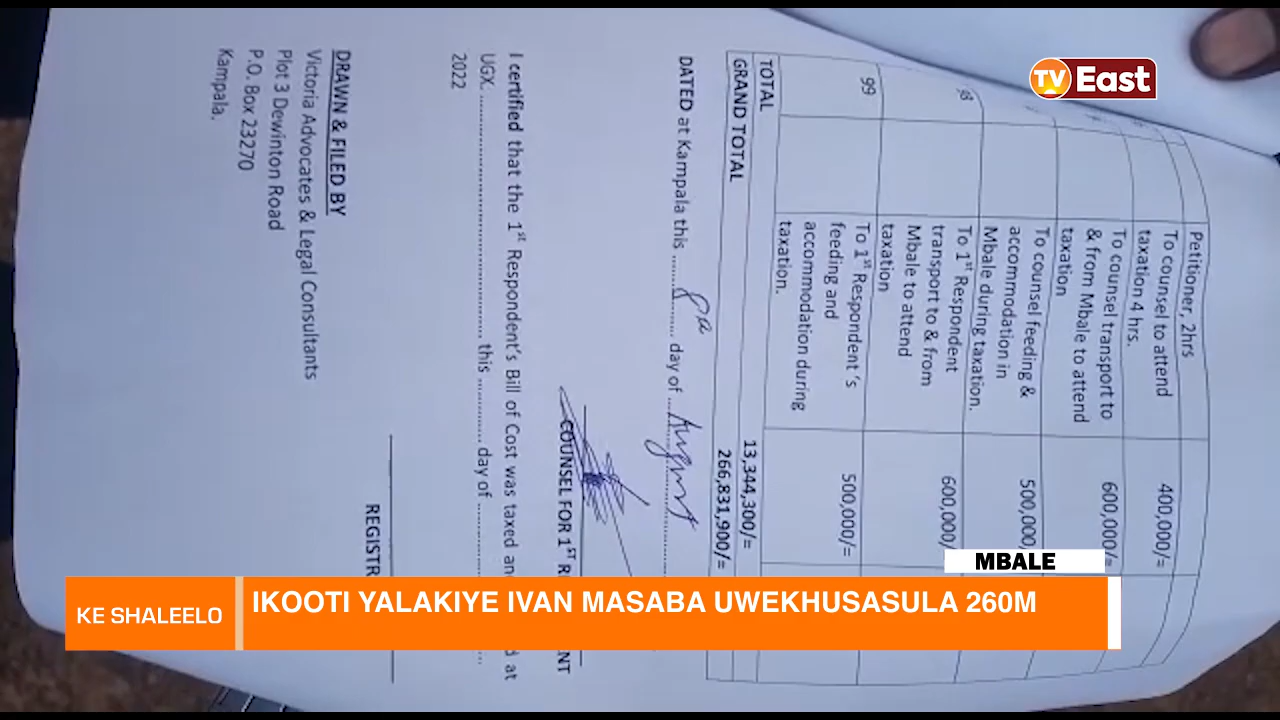 TV East
Petitioner, 2hrs
To counsel to attend
taxation 4 hrs.
400,000/=
To counsel transport to
& from Mbale to attend
taxation
600,000/=
To counsel feeding &
accommodation in
Mbale during taxation.
500,000/
To 1st Respondent
transport to & from
Mbale to attend
taxation
600,000/
99
To 1st Respondent 's
feeding and
accommodation during
taxation.
500,000/=
TOTAL 13,344,300/=
GRAND TOTAL 266,831,900/=
DATED at Kampala this ........ day of ... August
COUNSEL FOR 1ST
I certified that the 1st Respondent's Bill of Cost was taxed and at
UGX. ........ this ........ day of ........
2022
REGISTR
DRAWN & FILED BY
Victoria Advocates & Legal Consultants
Plot 3 Dewinton Road
P.O. Box 23270
Kampala.
MBALE
KE SHALEELO
IKOOTI YALAKIYE IVAN MASABA UWEKHUSASULA 260M